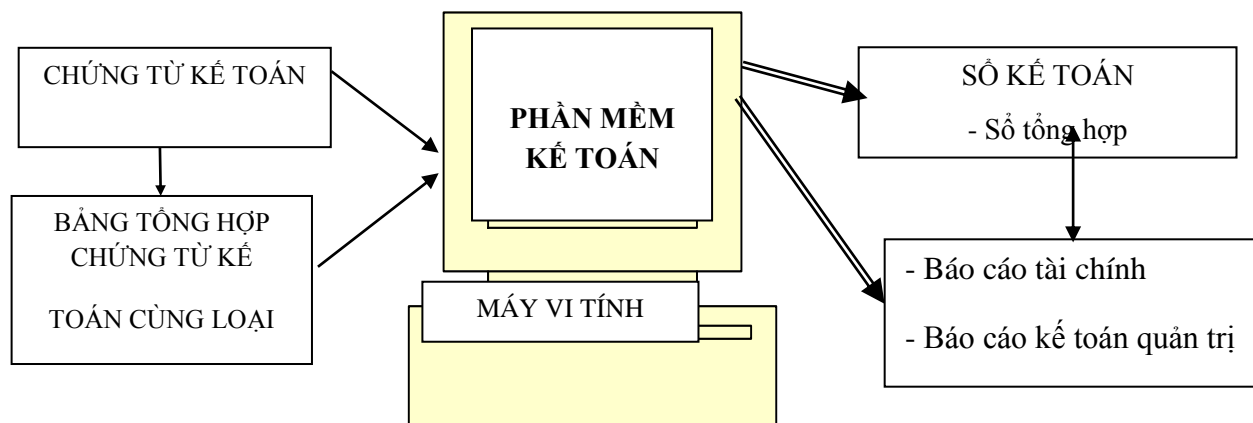 CHỨNG TỪ KẾ TOÁN
BẢNG TỔNG HỢP
CHỨNG TỪ KẾ
TOÁN CÙNG LOẠI
PHẦN MỀM
KẾ TOÁN
MÁY VI TÍNH
SỔ KẾ TOÁN
- Sổ tổng hợp
- Báo cáo tài chính
- Báo cáo kế toán quản trị